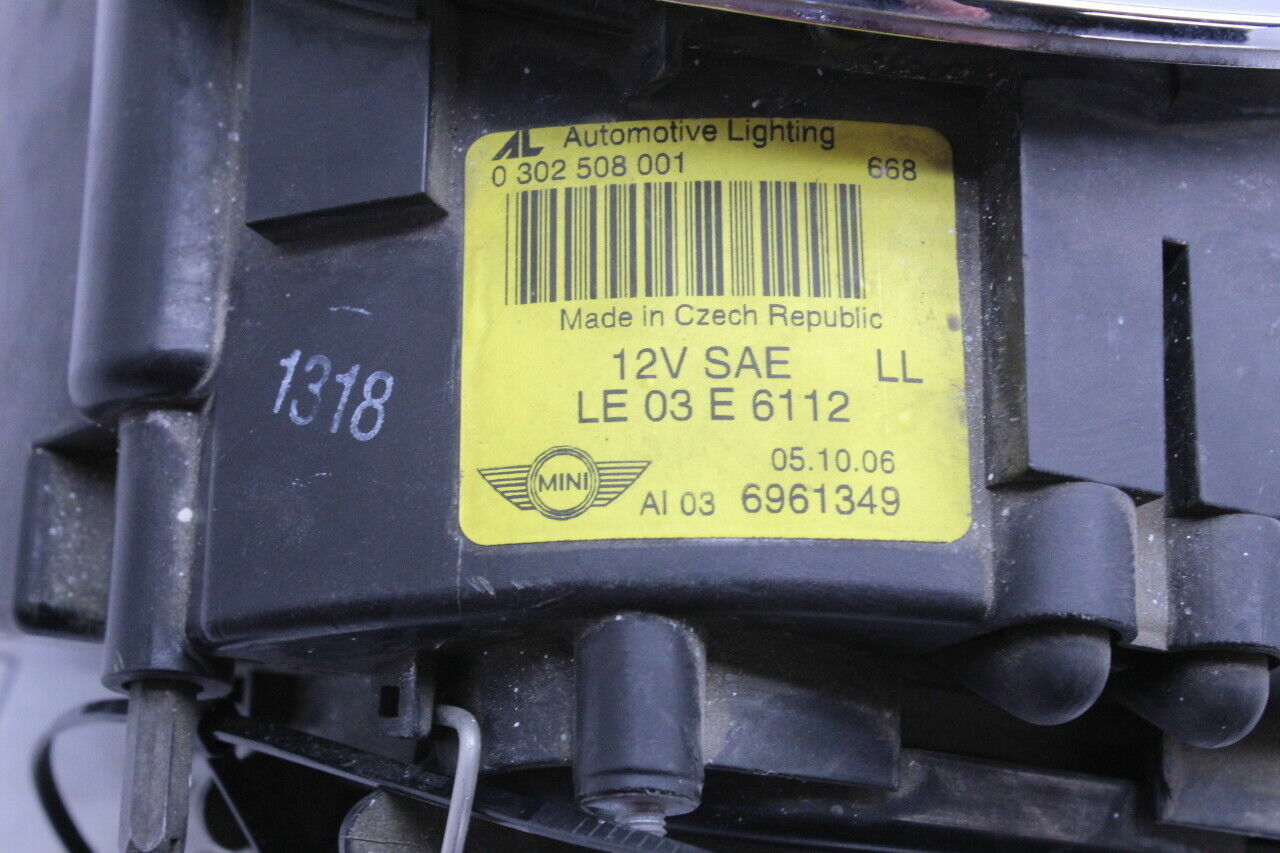 AL Automotive Lighting
0 302 508 001 668
Made in Czech Republic
12V SAE LL
LE 03 E 6112
05.10.06
MINI AI 03 6961349
1318